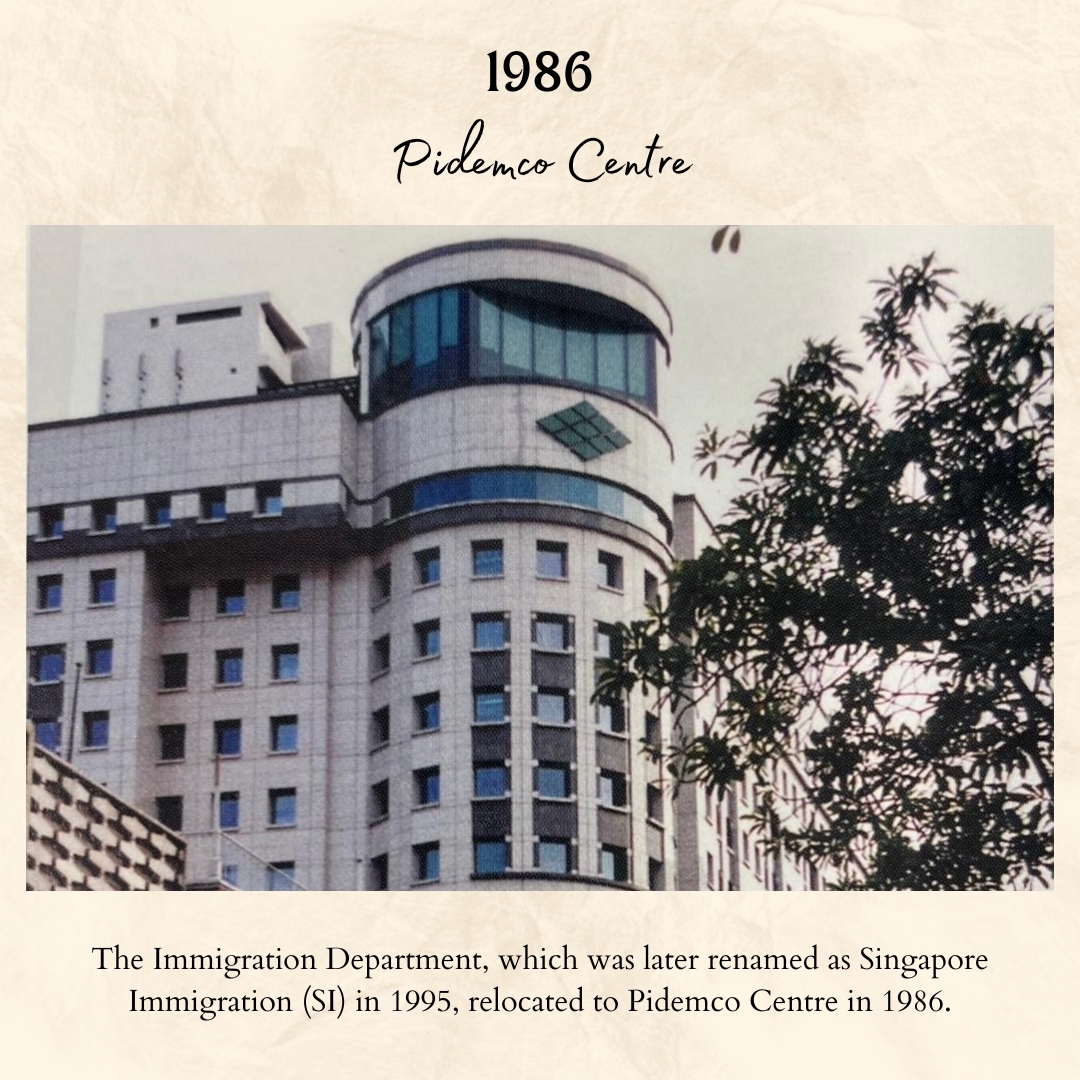 1986
Pidemco Centre
The Immigration Department, which was later renamed as Singapore
Immigration (SI) in 1995, relocated to Pidemco Centre in 1986.